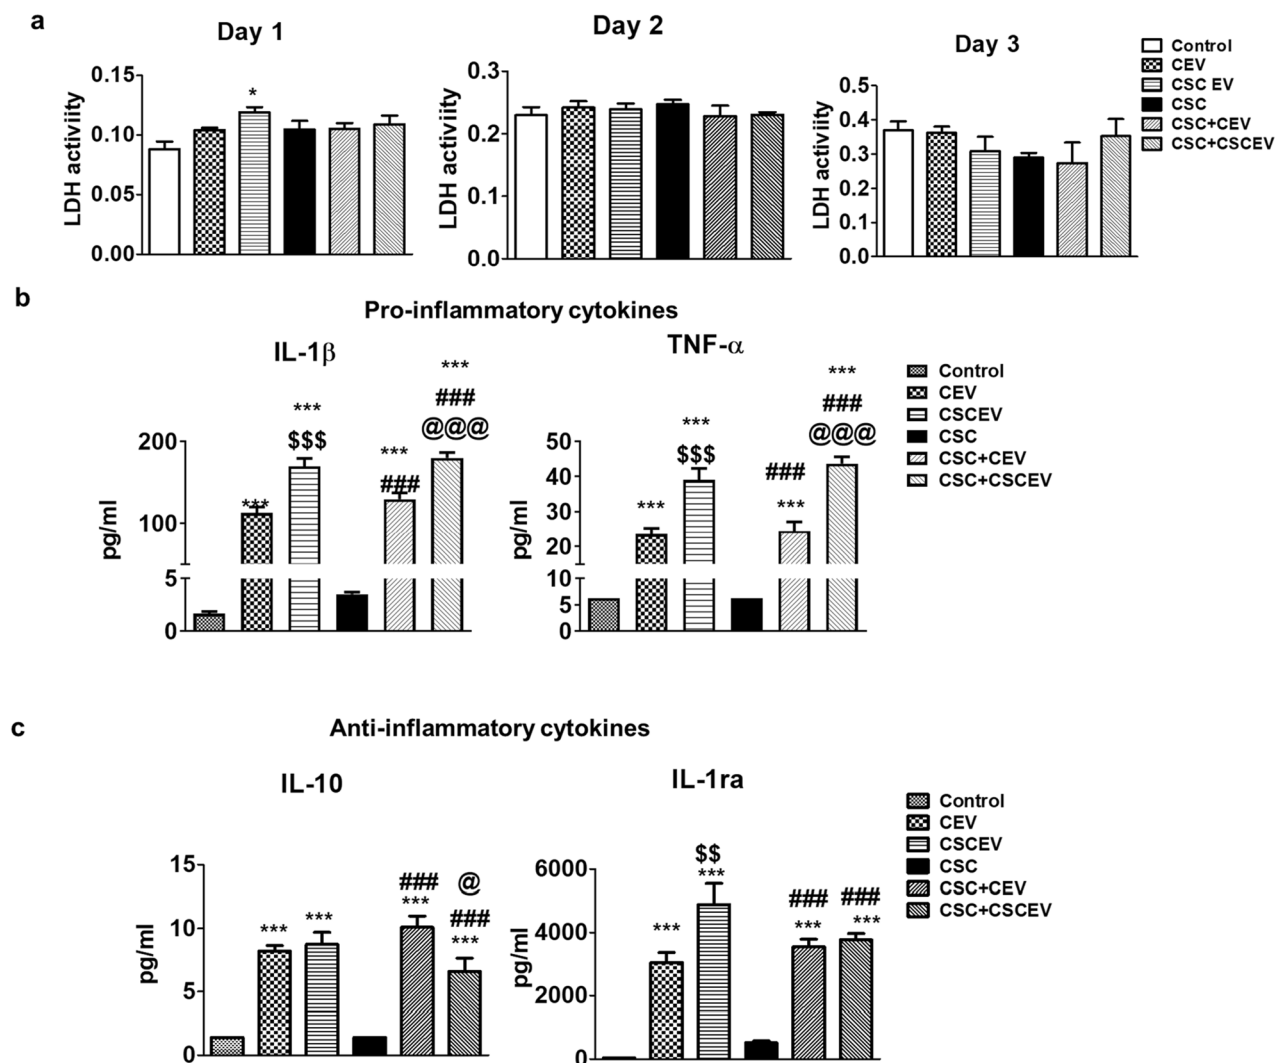 a
Day 1
Day 2
Day 3
LDH activiity
0.15
0.10
0.05
0.00
*
LDH activiity
0.3
0.2
0.1
0.0
LDH activiity
0.5
0.4
0.3
0.2
0.1
0.0
Control
CEV
CSC EV
CSC
CSC+CEV
CSC+CSCEV
b
Pro-inflammatory cytokines
IL-1β
pg/ml
200
100
5
0
***
***
$$$
***
###
***
###
@@@
TNF-α
pg/ml
50
40
30
20
10
5
0
***
***
$$$
###
***
***
###
@@@
Control
CEV
CSCEV
CSC
CSC+CEV
CSC+CSCEV
c
Anti-inflammatory cytokines
IL-10
pg/ml
15
10
5
0
***
***
###
***
@
###
***
IL-1ra
pg/ml
6000
4000
2000
0
***
$$
***
###
***
###
***
Control
CEV
CSCEV
CSC
CSC+CEV
CSC+CSCEV